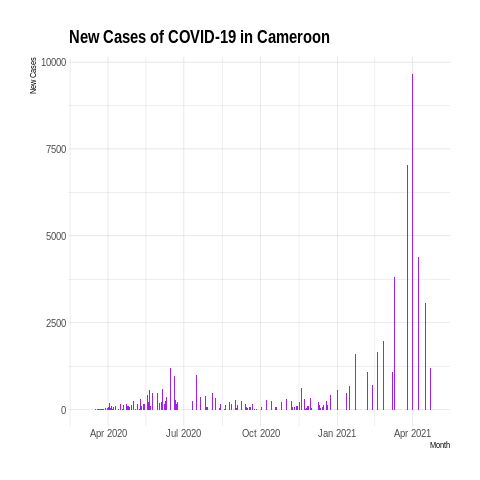 New Cases of COVID-19 in Cameroon
New Cases
10000
7500
5000
2500
0
Apr 2020 Jul 2020 Oct 2020 Jan 2021 Apr 2021
Month